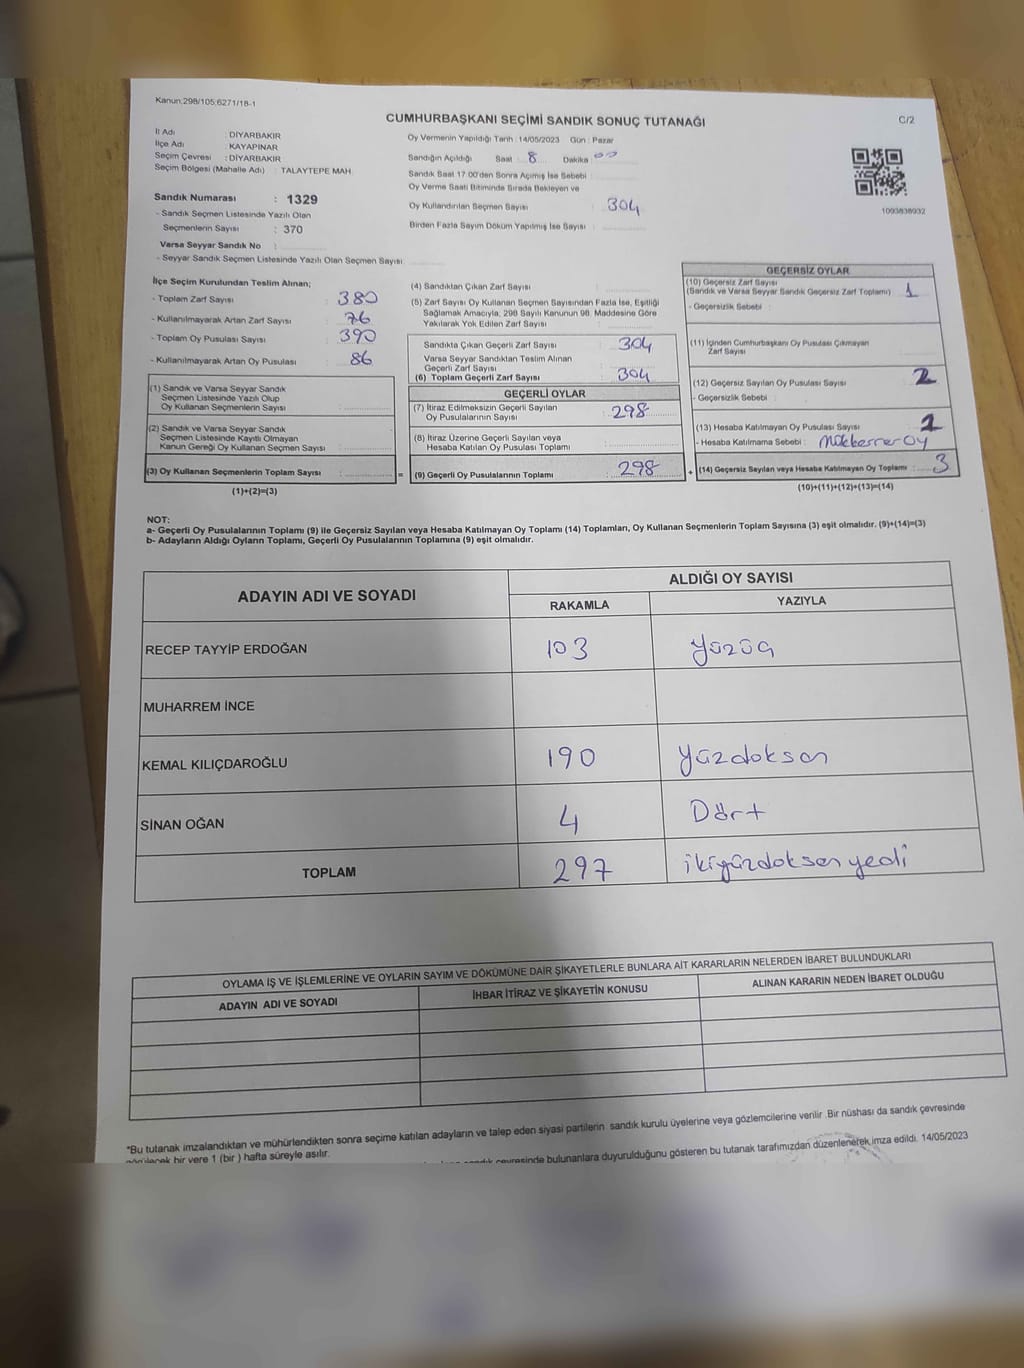 Kanun:298/105;6271/18-1
CUMHURBAŞKANI SEÇİMİ SANDIK SONUÇ TUTANAĞI
C/2
İl Adı : DİYARBAKIR
İlçe Adı : KAYAPINAR
Seçim Çevresi : DİYARBAKIR
Seçim Bölgesi (Mahalle Adı) : TALAYTEPE MAH.
Sandık Numarası : 1329
- Sandık Seçmen Listesinde Yazılı Olan
Seçmenlerin Sayısı : 370
Varsa Seyyar Sandık No :
- Seyyar Sandık Seçmen Listesinde Yazılı Olan Seçmen Sayısı:
Oy Vermenin Yapıldığı Tarih :14/05/2023 Gün : Pazar
Sandığın Açıldığı Saat : 8 Dakika : 00
Sandık Saat 17.00'den Sonra Açımış İse Sebebi :
Oy Verme Saati Bitiminde Sırada Bekleyen ve
Oy Kullandırılan Seçmen Sayısı : 304
Birden Fazla Sayım Döküm Yapılmış İse Sayısı :
1093838932
İlçe Seçim Kurulundan Teslim Alınan;
- Toplam Zarf Sayısı : 380
- Kullanılmayarak Artan Zarf Sayısı : 76
- Toplam Oy Pusulası Sayısı : 390
- Kullanılmayarak Artan Oy Pusulası : 86
(1) Sandık ve Varsa Seyyar Sandık
Seçmen Listesinde Yazılı Olup
Oy Kullanan Seçmenlerin Sayısı :
(2) Sandık ve Varsa Seyyar Sandık
Seçmen Listesinde Kayıtlı Olmayan
Kanun Gereği Oy Kullanan Seçmen Sayısı :
(3) Oy Kullanan Seçmenlerin Toplam Sayısı :
(1)+(2)=(3)
=
(4) Sandıktan Çıkan Zarf Sayısı :
(5) Zarf Sayısı Oy Kullanan Seçmen Sayısından Fazla İse, Eşitliği
Sağlamak Amacıyla, 298 Sayılı Kanunun 98. Maddesine Göre
Yakılarak Yok Edilen Zarf Sayısı :
Sandıkta Çıkan Geçerli Zarf Sayısı : 304
Varsa Seyyar Sandıktan Teslim Alınan
Geçerli Zarf Sayısı :
(6) Toplam Geçerli Zarf Sayısı : 304
GEÇERLİ OYLAR
(7) İtiraz Edilmeksizin Geçerli Sayılan
Oy Pusulalarının Sayısı : 298
(8) İtiraz Üzerine Geçerli Sayılan veya
Hesaba Katılan Oy Pusulası Toplamı :
(9) Geçerli Oy Pusulalarının Toplamı : 298
+
GEÇERSİZ OYLAR
(10) Geçersiz Zarf Sayısı
(Sandık ve Varsa Seyyar Sandık Geçersiz Zarf Toplamı) : 1
- Geçersizlik Sebebi :
(11) İçinden Cumhurbaşkanı Oy Pusulası Çıkmayan
Zarf Sayısı :
(12) Geçersiz Sayılan Oy Pusulası Sayısı : 2
- Geçersizlik Sebebi :
(13) Hesaba Katılmayan Oy Pusulası Sayısı :
- Hesaba Katılmama Sebebi : Mükberrer Oy
(14) Geçersiz Sayılan veya Hesaba Katılmayan Oy Toplamı : 3
(10)+(11)+(12)+(13)=(14)
NOT:
a- Geçerli Oy Pusulalarının Toplamı (9) ile Geçersiz Sayılan veya Hesaba Katılmayan Oy Toplamı (14) Toplamları, Oy Kullanan Seçmenlerin Toplam Sayısına (3) eşit olmalıdır. (9)+(14)=(3)
b- Adayların Aldığı Oyların Toplamı, Geçerli Oy Pusulalarının Toplamına (9) eşit olmalıdır.
ADAYIN ADI VE SOYADI
ALDIĞI OY SAYISI
RAKAMLA YAZIYLA
RECEP TAYYİP ERDOĞAN 103 yüzüç
MUHARREM İNCE
KEMAL KILIÇDAROĞLU 190 yüzdoksan
SİNAN OĞAN 4 Dört
TOPLAM 297 ikiyüzdoksanyedi
OYLAMA İŞ VE İŞLEMLERİNE VE OYLARIN SAYIM VE DÖKÜMÜNE DAİR ŞİKAYETLERLE BUNLARA AİT KARARLARIN NELERDEN İBARET BULUNDUKLARI
ADAYIN ADI VE SOYADI İHBAR İTİRAZ VE ŞİKAYETİN KONUSU ALINAN KARARIN NEDEN İBARET OLDUĞU
*Bu tutanak imzalandıktan ve mühürlendikten sonra seçime katılan adayların ve talep eden siyasi partilerin sandık kurulu üyelerine veya gözlemcilerine verilir. Bir nüshası da sandık çevresinde
bir yere 1 (bir ) hafta süreyle asılır.
çevresinde bulunanlara duyurulduğunu gösteren bu tutanak tarafımızdan düzenlenerek imza edildi. 14/05/2023